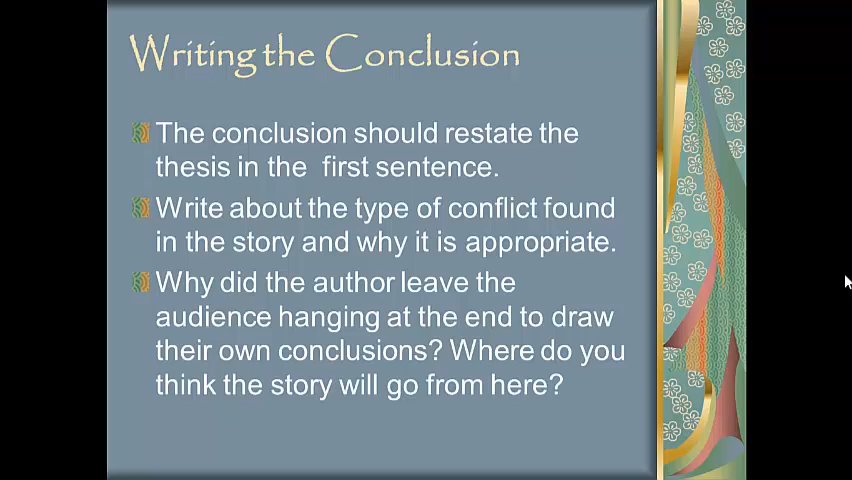 Writing the Conclusion
The conclusion should restate the
thesis in the first sentence.
Write about the type of conflict found
in the story and why it is appropriate.
Why did the author leave the
audience hanging at the end to draw
their own conclusions? Where do you
think the story will go from here?